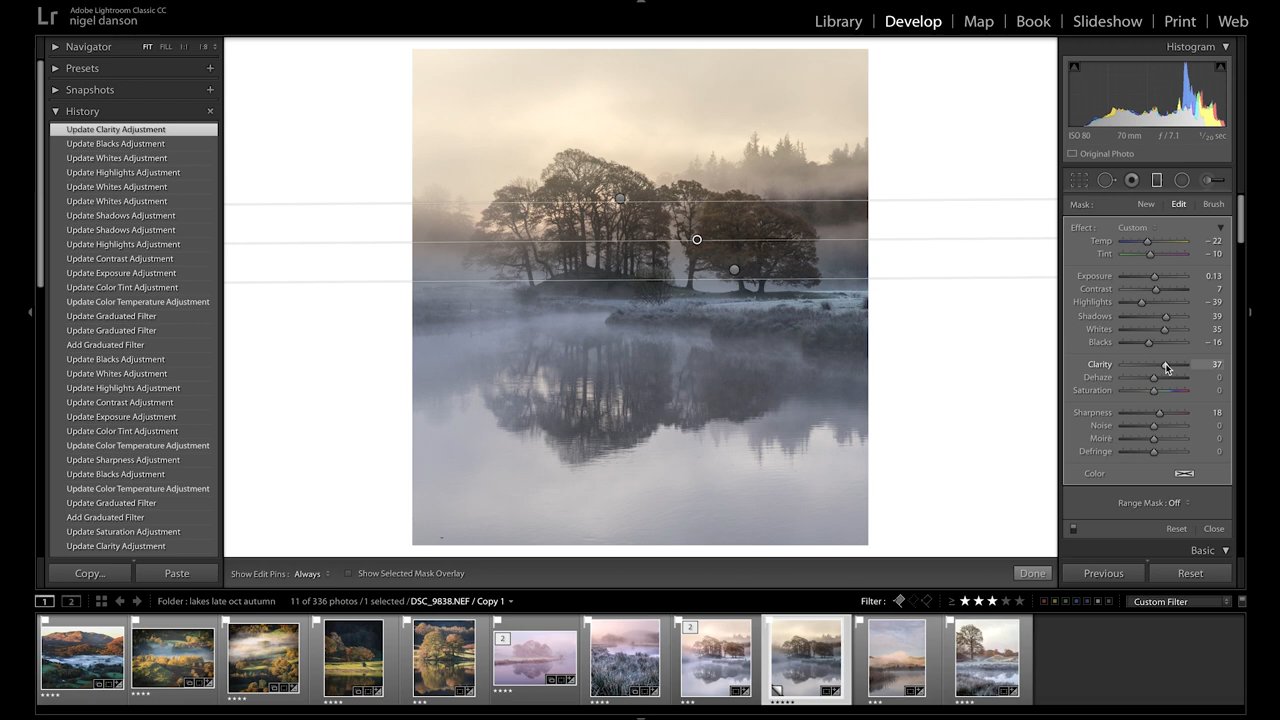 Lr
Adobe Lightroom Classic CC
nigel danson
Library | Develop | Map | Book | Slideshow | Print | Web
Navigator FIT FILL 1:1 1:8
Presets +
Snapshots +
History ×
Update Clarity Adjustment
Update Blacks Adjustment
Update Whites Adjustment
Update Highlights Adjustment
Update Whites Adjustment
Update Whites Adjustment
Update Shadows Adjustment
Update Shadows Adjustment
Update Highlights Adjustment
Update Contrast Adjustment
Update Exposure Adjustment
Update Color Tint Adjustment
Update Color Temperature Adjustment
Update Graduated Filter
Update Graduated Filter
Add Graduated Filter
Update Blacks Adjustment
Update Whites Adjustment
Update Highlights Adjustment
Update Contrast Adjustment
Update Exposure Adjustment
Update Color Tint Adjustment
Update Color Temperature Adjustment
Update Sharpness Adjustment
Update Blacks Adjustment
Update Color Temperature Adjustment
Update Graduated Filter
Add Graduated Filter
Update Saturation Adjustment
Update Clarity Adjustment
Copy... Paste
Show Edit Pins : Always Show Selected Mask Overlay Done
Histogram
ISO 80 70 mm ƒ / 7.1 1/20 sec
Original Photo
Mask : New Edit Brush
Effect : Custom
Temp – 22
Tint – 10
Exposure 0.13
Contrast 7
Highlights – 39
Shadows 39
Whites 35
Blacks – 16
Clarity 37
Dehaze 0
Saturation 0
Sharpness 18
Noise 0
Moiré 0
Defringe 0
Color
Range Mask : Off
Reset Close
Basic
Previous Reset
1 2 Folder : lakes late oct autumn 11 of 336 photos / 1 selected / DSC_9838.NEF / Copy 1 Filter : ≥ ★★★★★ Custom Filter
2 2